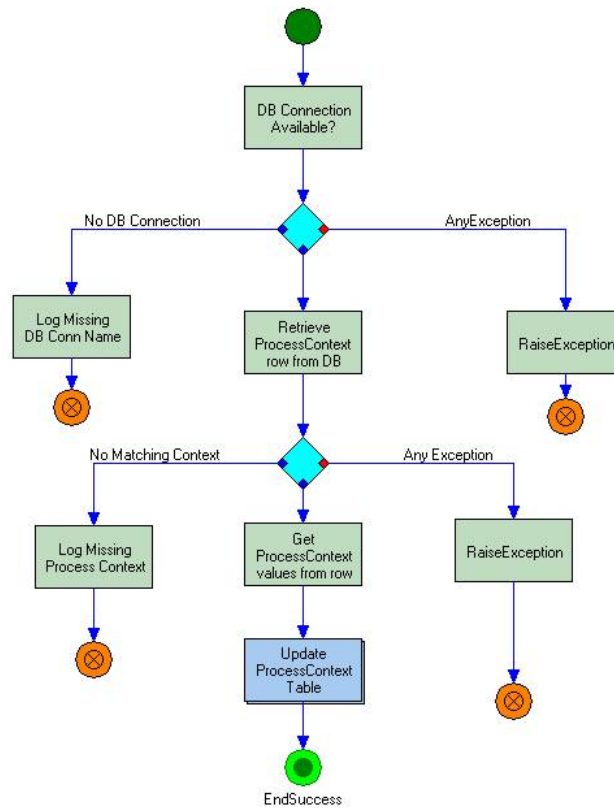 DB Connection
Available?
No DB Connection
AnyException
Log Missing
DB Conn Name
Retrieve
ProcessContext
row from DB
RaiseException
No Matching Context
Any Exception
Log Missing
Process Context
Get
ProcessContext
values from row
RaiseException
Update
ProcessContext
Table
EndSuccess